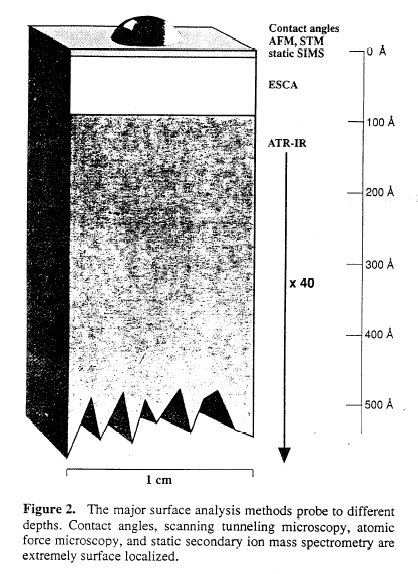 Contact angles
AFM, STM
static SIMS
0 Å
ESCA
100 Å
ATR-IR
200 Å
300 Å
x 40
400 Å
500 Å
1 cm
Figure 2. The major surface analysis methods probe to different
depths. Contact angles, scanning tunneling microscopy, atomic
force microscopy, and static secondary ion mass spectrometry are
extremely surface localized.